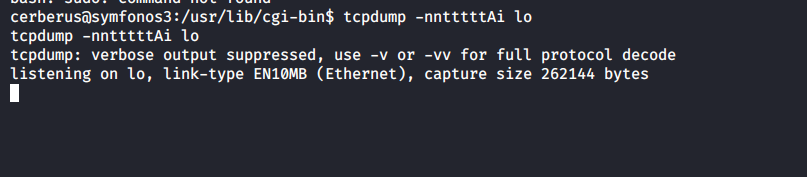 bash: sudo: command not found
cerberus@symfonos3:/usr/lib/cgi-bin$ tcpdump -nntttttAi lo
tcpdump -nntttttAi lo
tcpdump: verbose output suppressed, use -v or -vv for full protocol decode
listening on lo, link-type EN10MB (Ethernet), capture size 262144 bytes